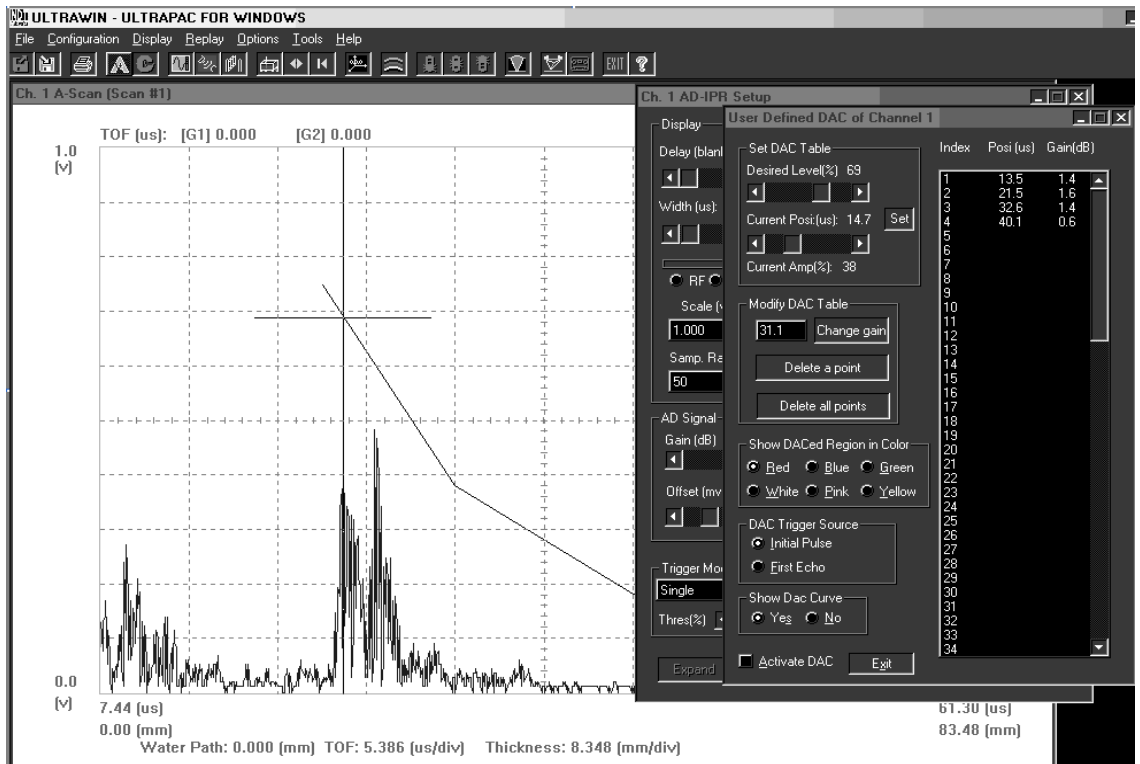 ULTRAWIN - ULTRAPAC FOR WINDOWS
File Configuration Display Replay Options Tools Help
EXIT ?
Ch. 1 A-Scan (Scan #1)
TOF (us): [G1] 0.000 [G2] 0.000
1.0
(v)
0.0
(v)
7.44 (us)
0.00 (mm)
61.30 (us)
83.48 (mm)
Water Path: 0.000 (mm) TOF: 5.386 (us/div) Thickness: 8.348 (mm/div)
Ch. 1 AD-IPR Setup
Display
Delay (blank
Width (us):
RF
Scale (v
1.000
Samp. Ra
50
AD Signal
Gain (dB)
Offset (mv
Trigger Mo
Single
Thres(%)
Expand
User Defined DAC of Channel 1
Set DAC Table
Desired Level(%) 69
Current Posi:(us): 14.7 Set
Current Amp(%): 38
Modify DAC Table
31.1 Change gain
Delete a point
Delete all points
Show DACed Region in Color
Red Blue Green
White Pink Yellow
DAC Trigger Source
Initial Pulse
First Echo
Show Dac Curve
Yes No
Activate DAC Exit
Index Posi (us) Gain(dB)
1 13.5 1.4
2 21.5 1.6
3 32.6 1.4
4 40.1 0.6
5
6
7
8
9
10
11
12
13
14
15
16
17
18
19
20
21
22
23
24
25
26
27
28
29
30
31
32
33
34